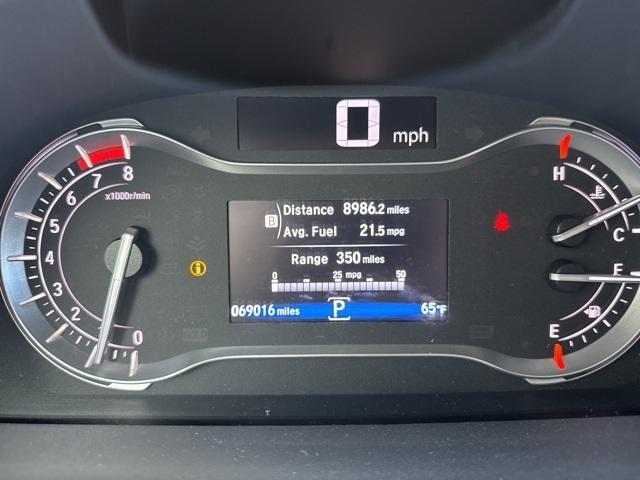 0 mph
8
7
6
5
4
3
2
1
0
x1000r/min
B
Distance 8986.2 miles
Avg. Fuel 21.5 mpg
Range 350 miles
0 25 50
mpg
069016 miles P 65°F
H
C
F
E